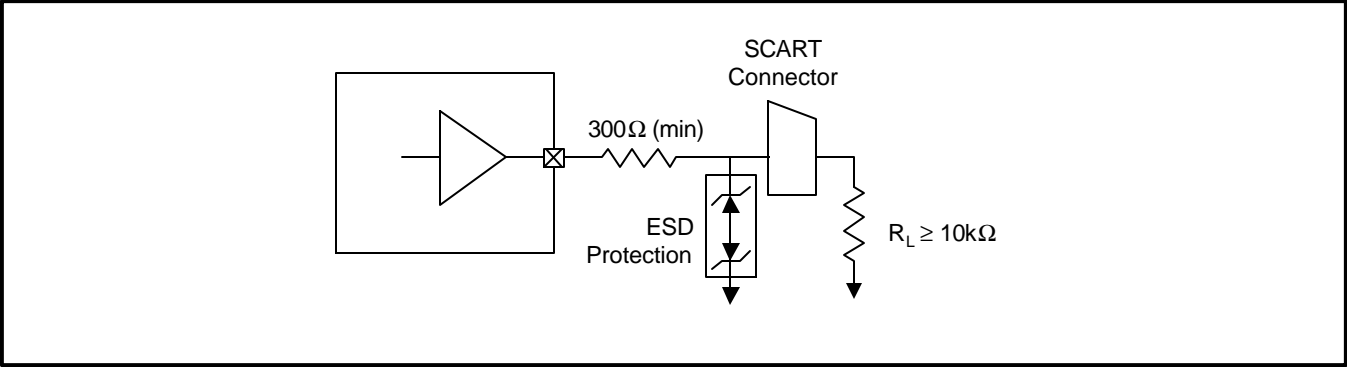 SCART
Connector
300Ω (min)
ESD
Protection
R_L ≥ 10kΩ